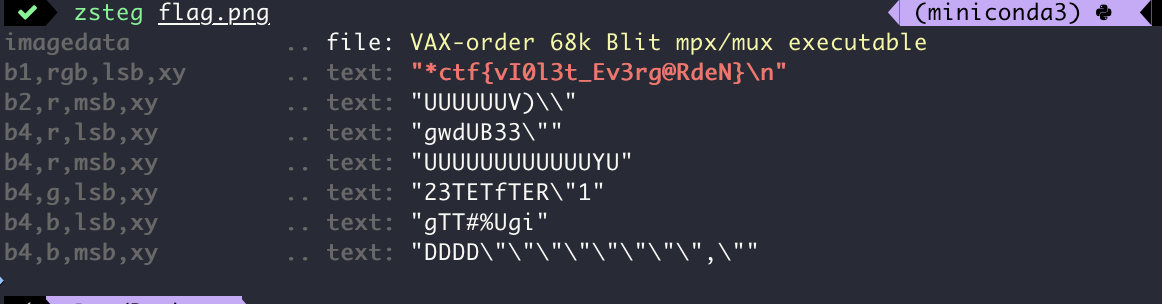 ✔ zsteg flag.png (miniconda3)
imagedata .. file: VAX-order 68k Blit mpx/mux executable
b1,rgb,lsb,xy .. text: "*ctf{vI0l3t_Ev3rg@RdeN}\n"
b2,r,msb,xy .. text: "UUUUUUV)\\"
b4,r,lsb,xy .. text: "gwdUB33\""
b4,r,msb,xy .. text: "UUUUUUUUUUUUYU"
b4,g,lsb,xy .. text: "23TETfTER\"1"
b4,b,lsb,xy .. text: "gTT#%Ugi"
b4,b,msb,xy .. text: "DDDD\"\"\"\"\"\"\"\",\""